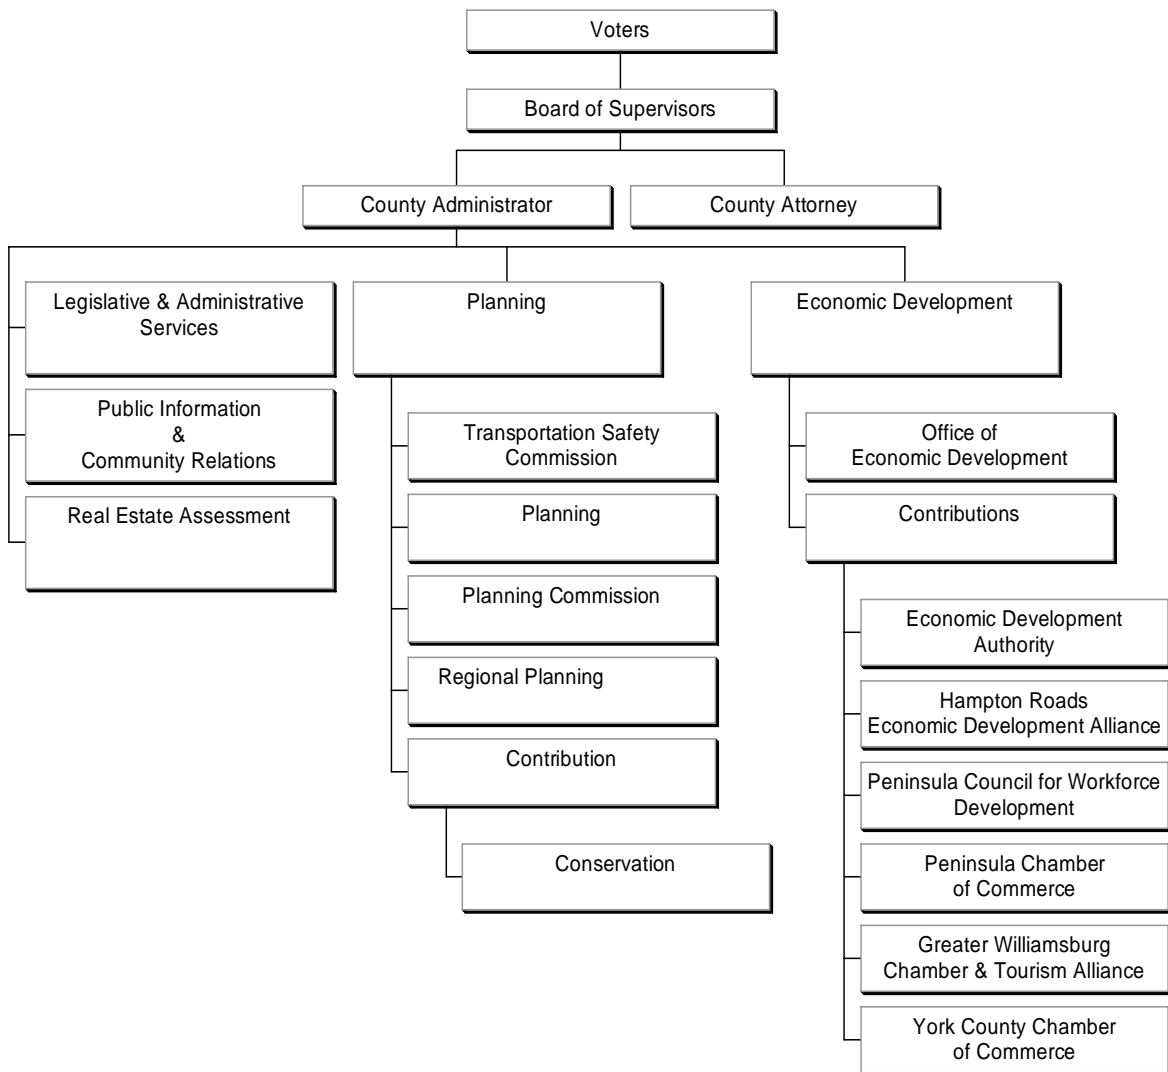 Voters
Board of Supervisors
County Administrator
County Attorney
Legislative & Administrative
Services
Public Information
&
Community Relations
Real Estate Assessment
Planning
Transportation Safety
Commission
Planning
Planning Commission
Regional Planning
Contribution
Conservation
Economic Development
Office of
Economic Development
Contributions
Economic Development
Authority
Hampton Roads
Economic Development Alliance
Peninsula Council for Workforce
Development
Peninsula Chamber
of Commerce
Greater Williamsburg
Chamber & Tourism Alliance
York County Chamber
of Commerce